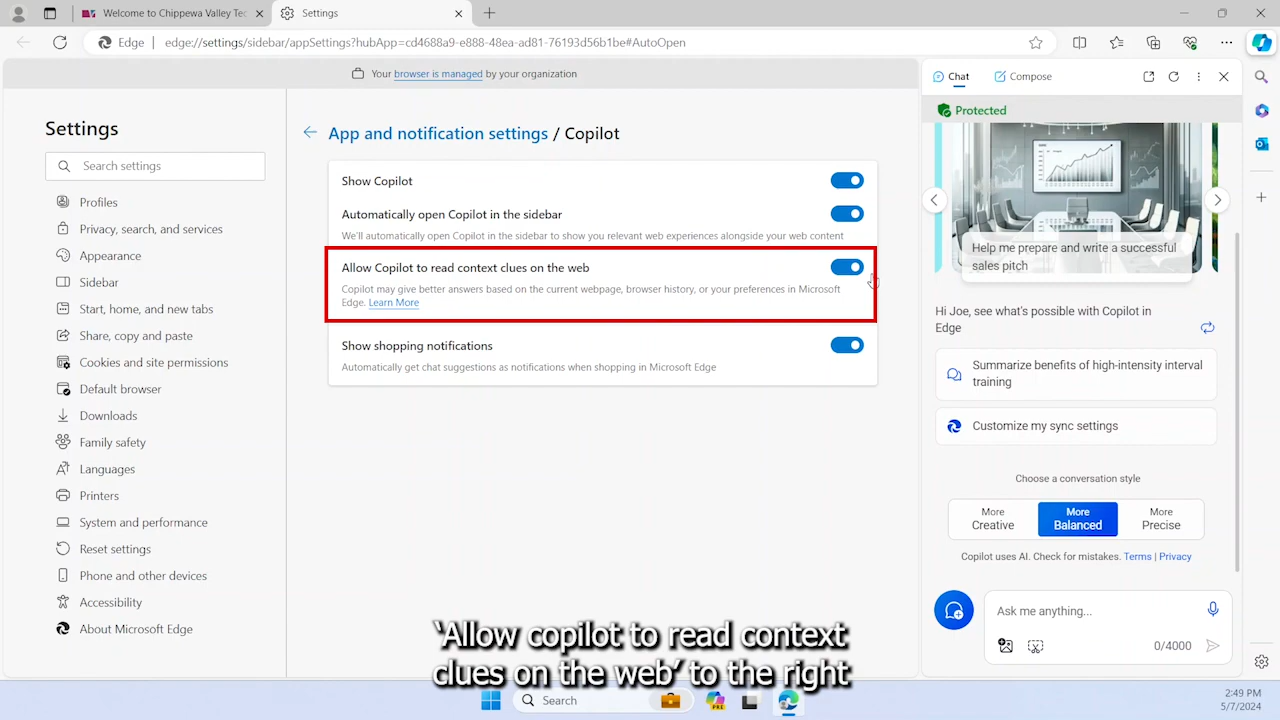 Welcome to Chippewa Valley Tec
Settings
Edge
edge://settings/sidebar/appSettings?hubApp=cd4688a9-e888-48ea-ad81-76193d56b1be#AutoOpen
Your browser is managed by your organization
Settings
Search settings
Profiles
Privacy, search, and services
Appearance
Sidebar
Start, home, and new tabs
Share, copy and paste
Cookies and site permissions
Default browser
Downloads
Family safety
Languages
Printers
System and performance
Reset settings
Phone and other devices
Accessibility
About Microsoft Edge
App and notification settings / Copilot
Show Copilot
Automatically open Copilot in the sidebar
We'll automatically open Copilot in the sidebar to show you relevant web experiences alongside your web content
Allow Copilot to read context clues on the web
Copilot may give better answers based on the current webpage, browser history, or your preferences in Microsoft
Edge. Learn More
Show shopping notifications
Automatically get chat suggestions as notifications when shopping in Microsoft Edge
Chat
Compose
Protected
Help me prepare and write a successful
sales pitch
Hi Joe, see what's possible with Copilot in
Edge
Summarize benefits of high-intensity interval
training
Customize my sync settings
Choose a conversation style
More
Creative
More
Balanced
More
Precise
Copilot uses AI. Check for mistakes. Terms | Privacy
Ask me anything...
0/4000
'Allow copilot to read context
clues on the web' to the right
Search
PRE
2:49 PM
5/7/2024